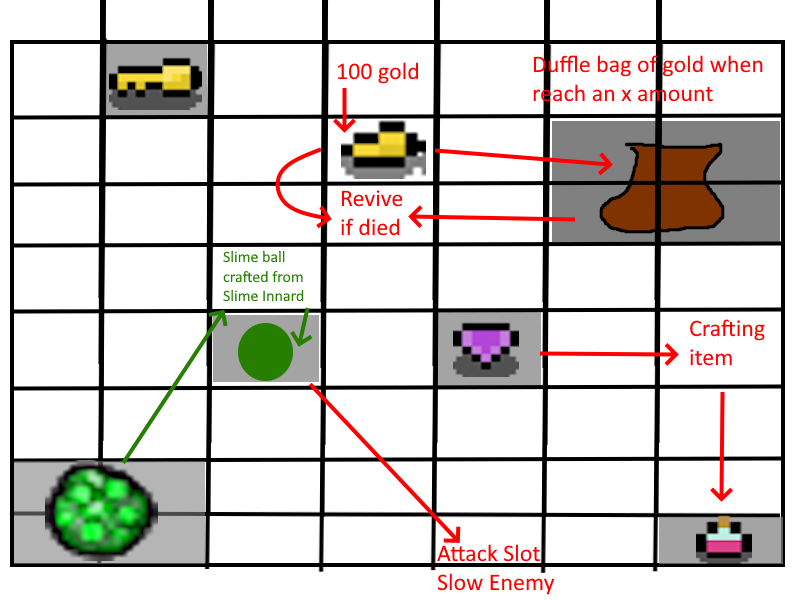 100 gold
Duffle bag of gold when
reach an x amount
Revive
if died
Slime ball
crafted from
Slime Innard
Crafting
item
Attack Slot
Slow Enemy